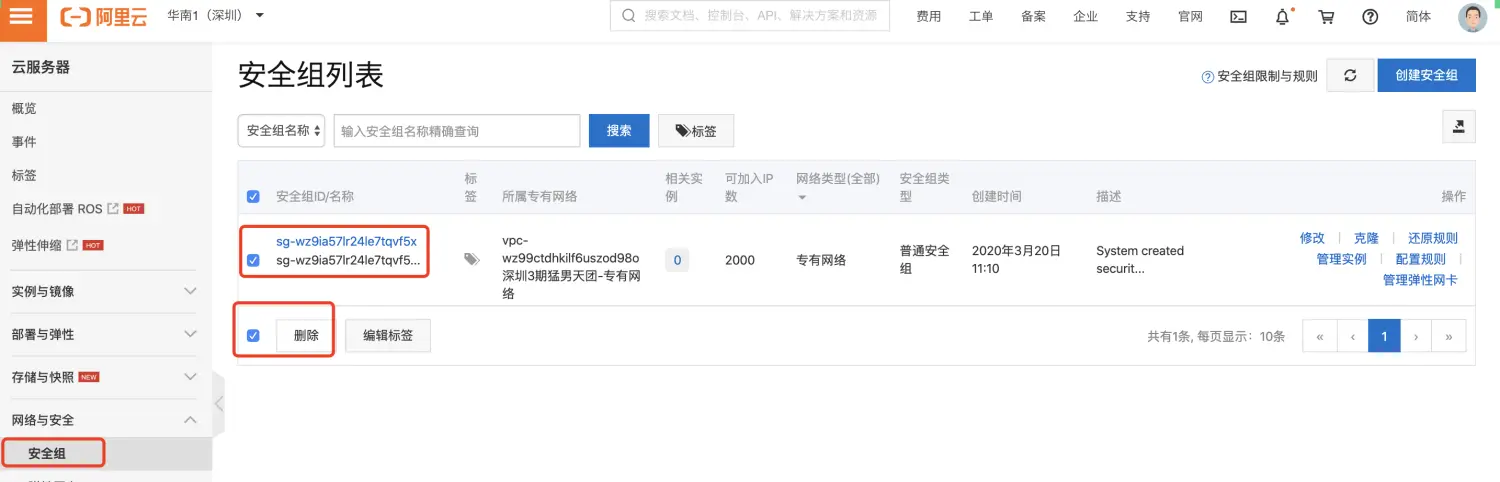 阿里云
华南1（深圳）
搜索文档、控制台、API、解决方案和资源
费用
工单
备案
企业
支持
官网
简体
云服务器
概览
事件
标签
自动化部署 ROS HOT
弹性伸缩 HOT
实例与镜像
部署与弹性
存储与快照 NEW
网络与安全
安全组
安全组列表
安全组限制与规则
创建安全组
安全组名称
输入安全组名称精确查询
搜索
标签
安全组ID/名称
标
签
所属专有网络
相关实
例
可加入IP
数
网络类型(全部)
安全组类
型
创建时间
描述
操作
sg-wz9ia57lr24le7tqvf5x
sg-wz9ia57lr24le7tqvf5...
vpc-
wz99ctdhkilf6uszod98o
深圳3期猛男天团-专有网
络
0
2000
专有网络
普通安全
组
2020年3月20日
11:10
System created
securit...
修改
克隆
还原规则
管理实例
配置规则
管理弹性网卡
删除
编辑标签
共有1条, 每页显示：10条
«
‹
1
›
»